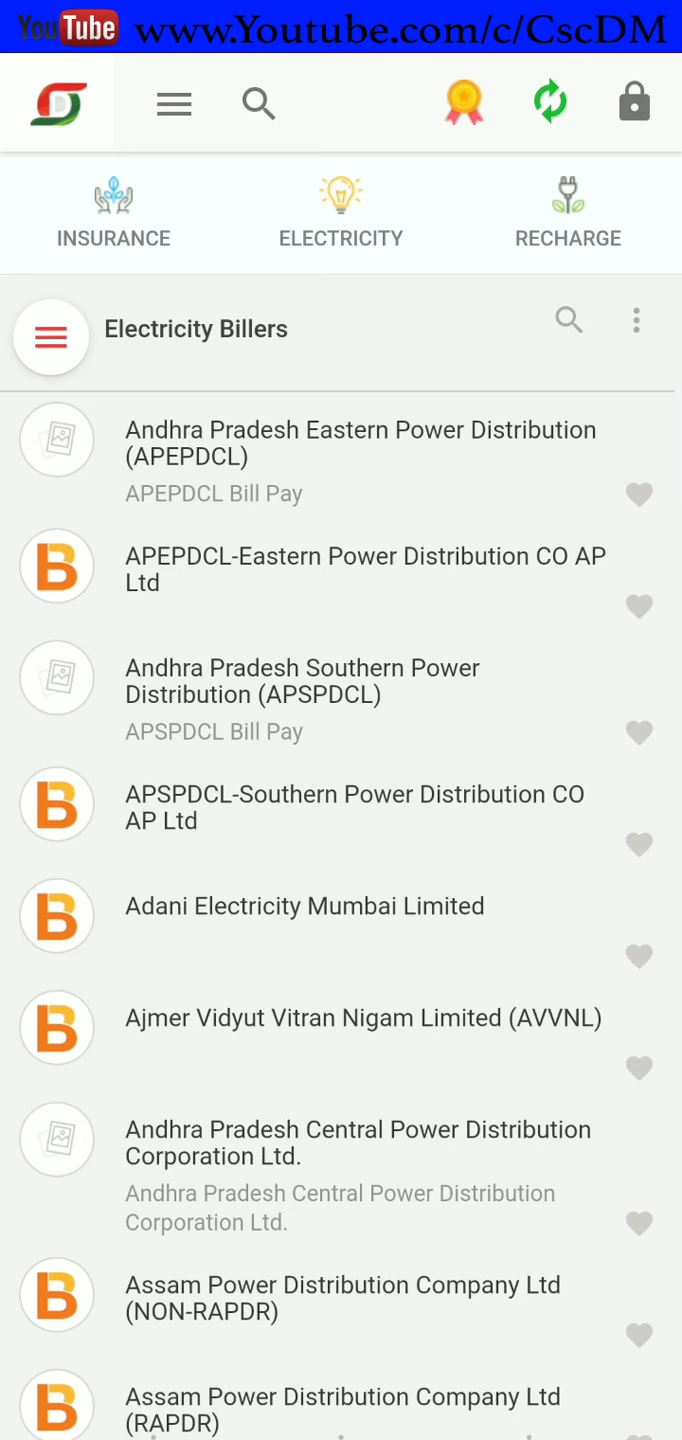 YouTube www.Youtube.com/c/CscDM
INSURANCE
ELECTRICITY
RECHARGE
Electricity Billers
Andhra Pradesh Eastern Power Distribution
(APEPDCL)
APEPDCL Bill Pay
APEPDCL-Eastern Power Distribution CO AP
Ltd
Andhra Pradesh Southern Power
Distribution (APSPDCL)
APSPDCL Bill Pay
APSPDCL-Southern Power Distribution CO
AP Ltd
Adani Electricity Mumbai Limited
Ajmer Vidyut Vitran Nigam Limited (AVVNL)
Andhra Pradesh Central Power Distribution
Corporation Ltd.
Andhra Pradesh Central Power Distribution
Corporation Ltd.
Assam Power Distribution Company Ltd
(NON-RAPDR)
Assam Power Distribution Company Ltd
(RAPDR)